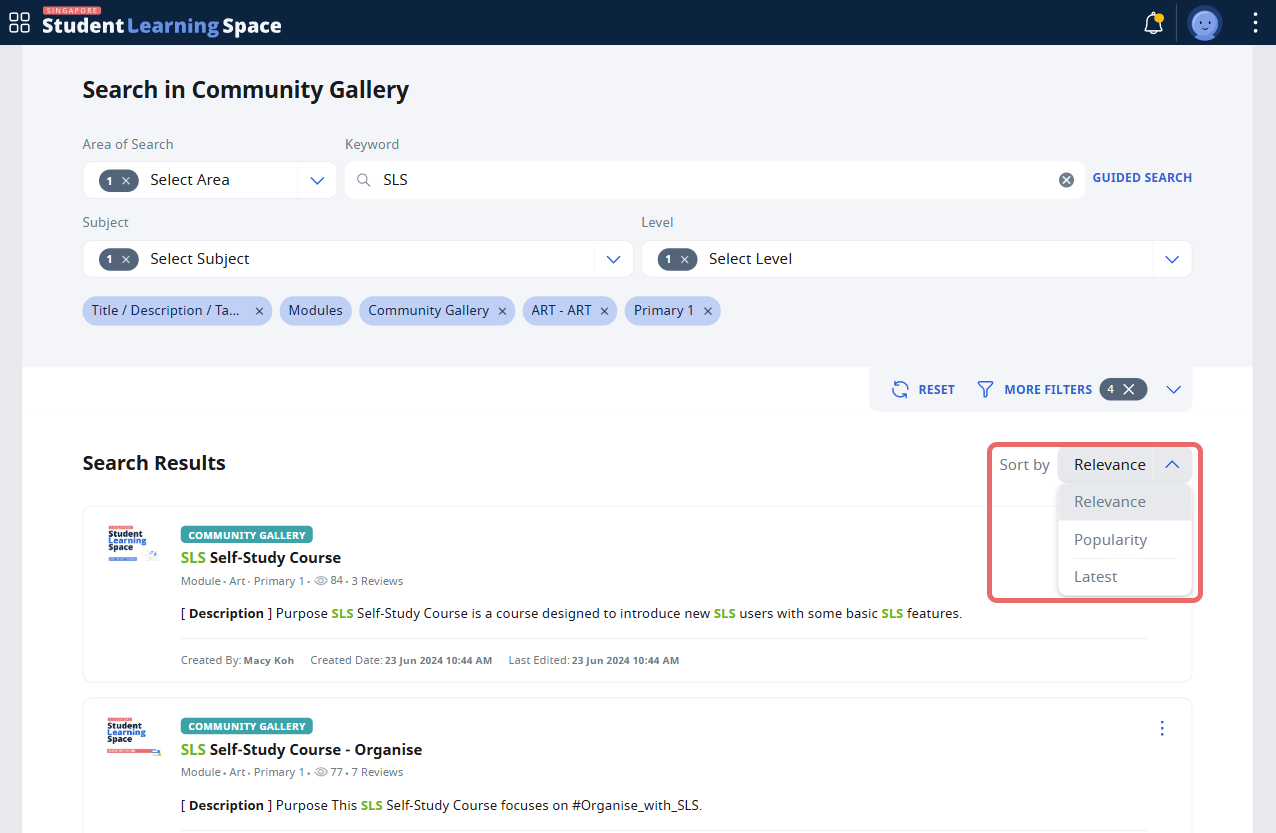 SINGAPORE
Student Learning Space
Search in Community Gallery
Area of Search
Keyword
1 × Select Area
SLS
GUIDED SEARCH
Subject
Level
1 × Select Subject
1 × Select Level
Title / Description / Ta... ×
Modules
Community Gallery ×
ART - ART ×
Primary 1 ×
RESET
MORE FILTERS
4 ×
Search Results
Sort by
Relevance
Relevance
Popularity
Latest
Student
Learning
Space
COMMUNITY GALLERY
SLS Self-Study Course
Module • Art • Primary 1 • 84 • 3 Reviews
[ Description ] Purpose SLS Self-Study Course is a course designed to introduce new SLS users with some basic SLS features.
Created By: Macy Koh Created Date: 23 Jun 2024 10:44 AM Last Edited: 23 Jun 2024 10:44 AM
Student
Learning
Space
COMMUNITY GALLERY
SLS Self-Study Course - Organise
Module • Art • Primary 1 • 77 • 7 Reviews
[ Description ] Purpose This SLS Self-Study Course focuses on #Organise_with_SLS.